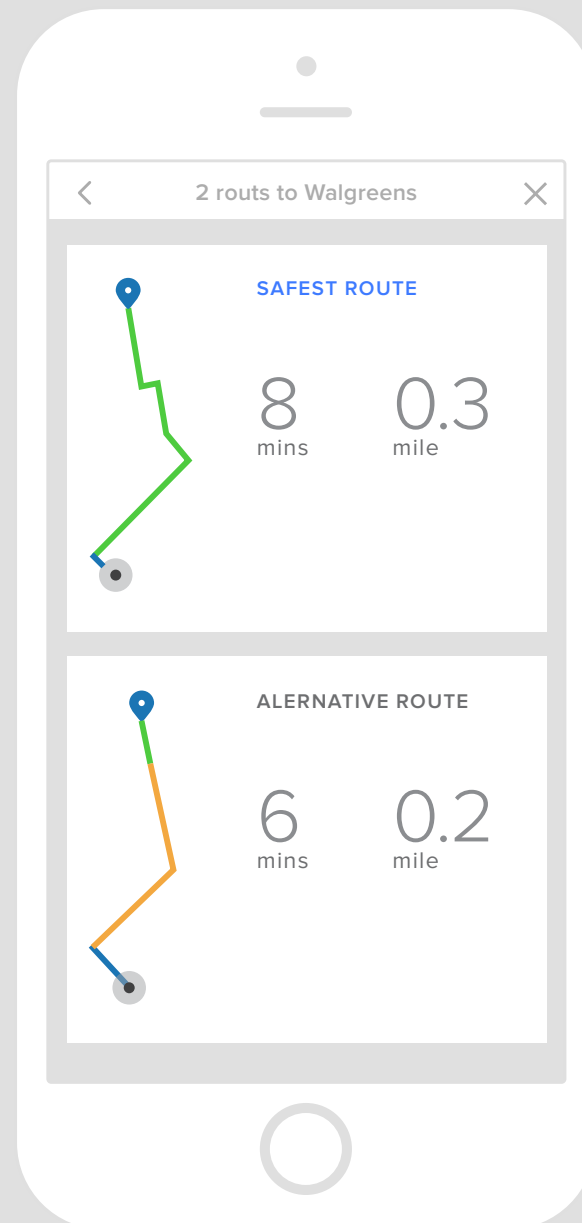 2 routs to Walgreens
SAFEST ROUTE
8 0.3
mins mile
ALERNATIVE ROUTE
6 0.2
mins mile